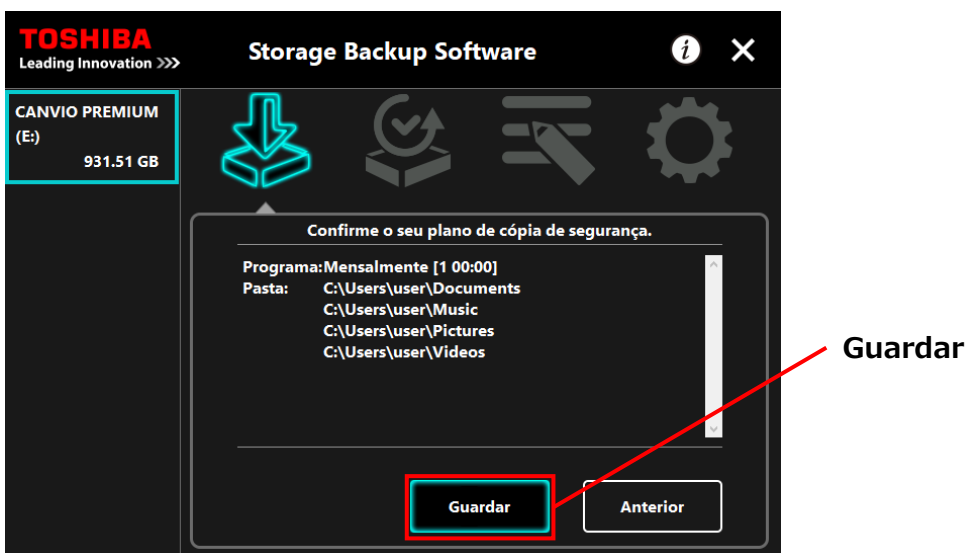 TOSHIBA
Leading Innovation >>>
Storage Backup Software
i
CANVIO PREMIUM
(E:)
931.51 GB
Confirme o seu plano de cópia de segurança.
Programa:Mensalmente [1 00:00]
Pasta: C:\Users\user\Documents
C:\Users\user\Music
C:\Users\user\Pictures
C:\Users\user\Videos
Guardar
Guardar
Anterior